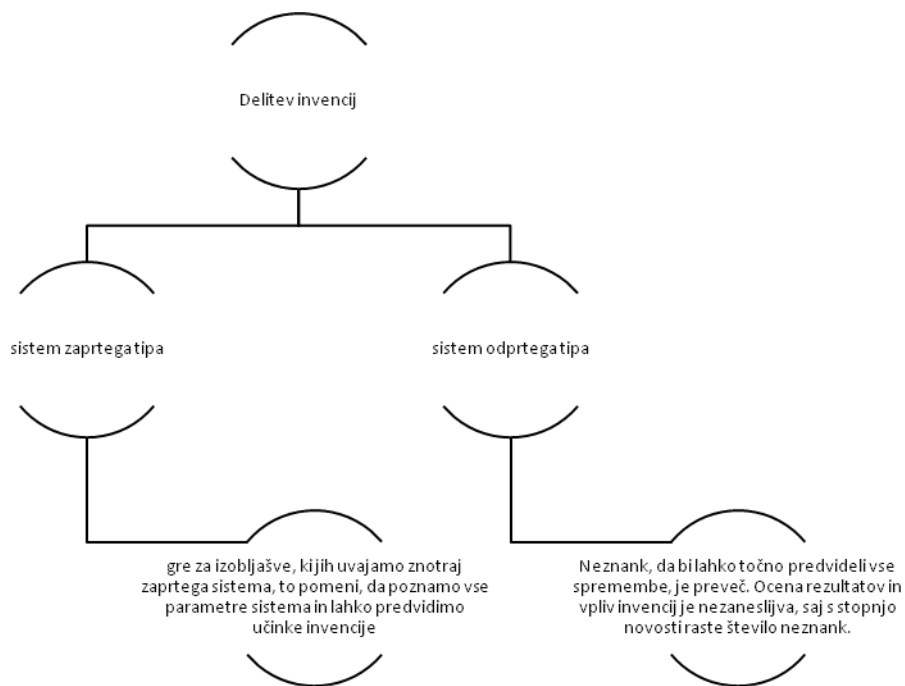 Delitev invencij
sistem zaprtega tipa
sistem odprtega tipa
gre za izobljašve, ki jih uvajamo znotraj
zaprtega sistema, to pomeni, da poznamo vse
parametre sistema in lahko predvidimo
učinke invencije
Neznank, da bi lahko točno predvideli vse
spremembe, je preveč. Ocena rezultatov in
vpliv invencij je nezaneslijva, saj s stopnjo
novosti raste število neznank.